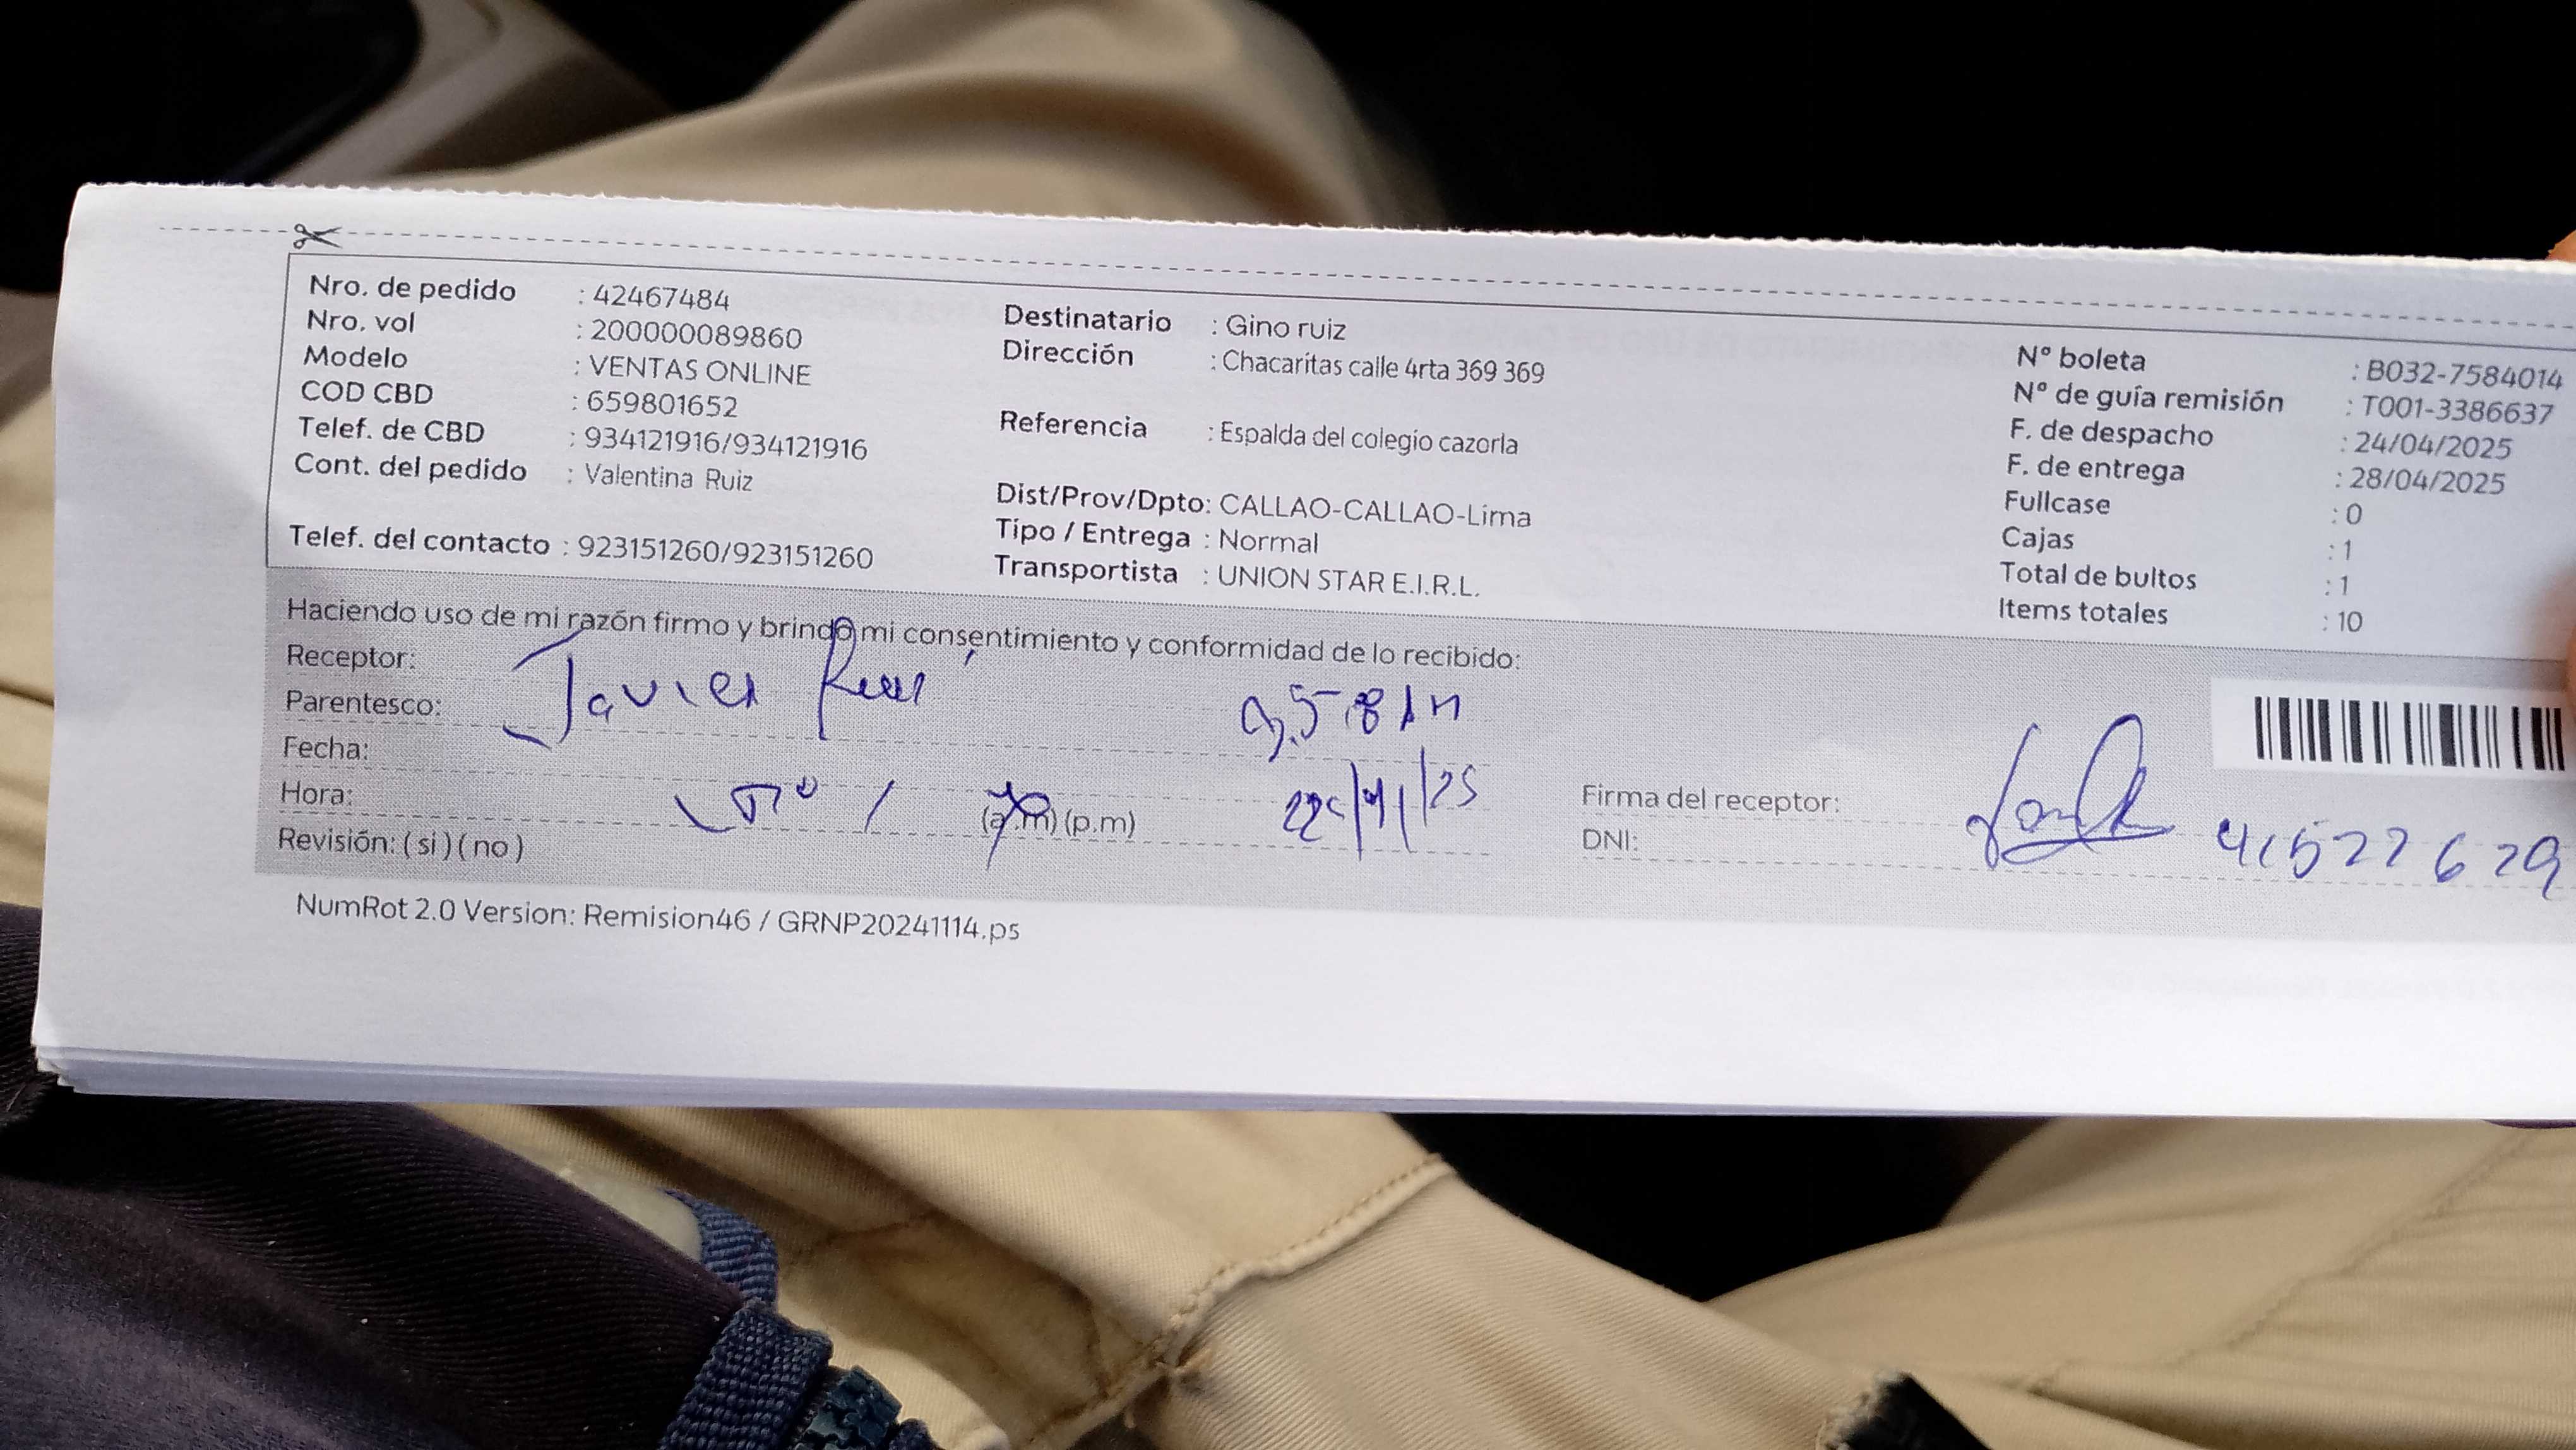 Nro. de pedido : 42467484
Nro. vol : 200000089860
Modelo : VENTAS ONLINE
COD CBD : 659801652
Telef. de CBD : 934121916/934121916
Cont. del pedido : Valentina Ruiz
Telef. del contacto : 923151260/923151260
Destinatario : Gino ruiz
Dirección : Chacaritas calle 4rta 369 369
Referencia : Espalda del colegio cazorla
Dist/Prov/Dpto: CALLAO-CALLAO-Lima
Tipo / Entrega : Normal
Transportista : UNION STAR E.I.R.L.
N° boleta : B032-7584014
N° de guía remisión : T001-3386637
F. de despacho : 24/04/2025
F. de entrega : 28/04/2025
Fullcase : 0
Cajas : 1
Total de bultos : 1
Items totales : 10
Haciendo uso de mi razón firmo y brindo mi consentimiento y conformidad de lo recibido:
Receptor: Javier
Parentesco:
Fecha:
Hora: (a.m) (p.m)
Revisión: ( si ) ( no )
Firma del receptor:
DNI: 41522629
NumRot 2.0 Version: Remision46 / GRNP20241114.ps